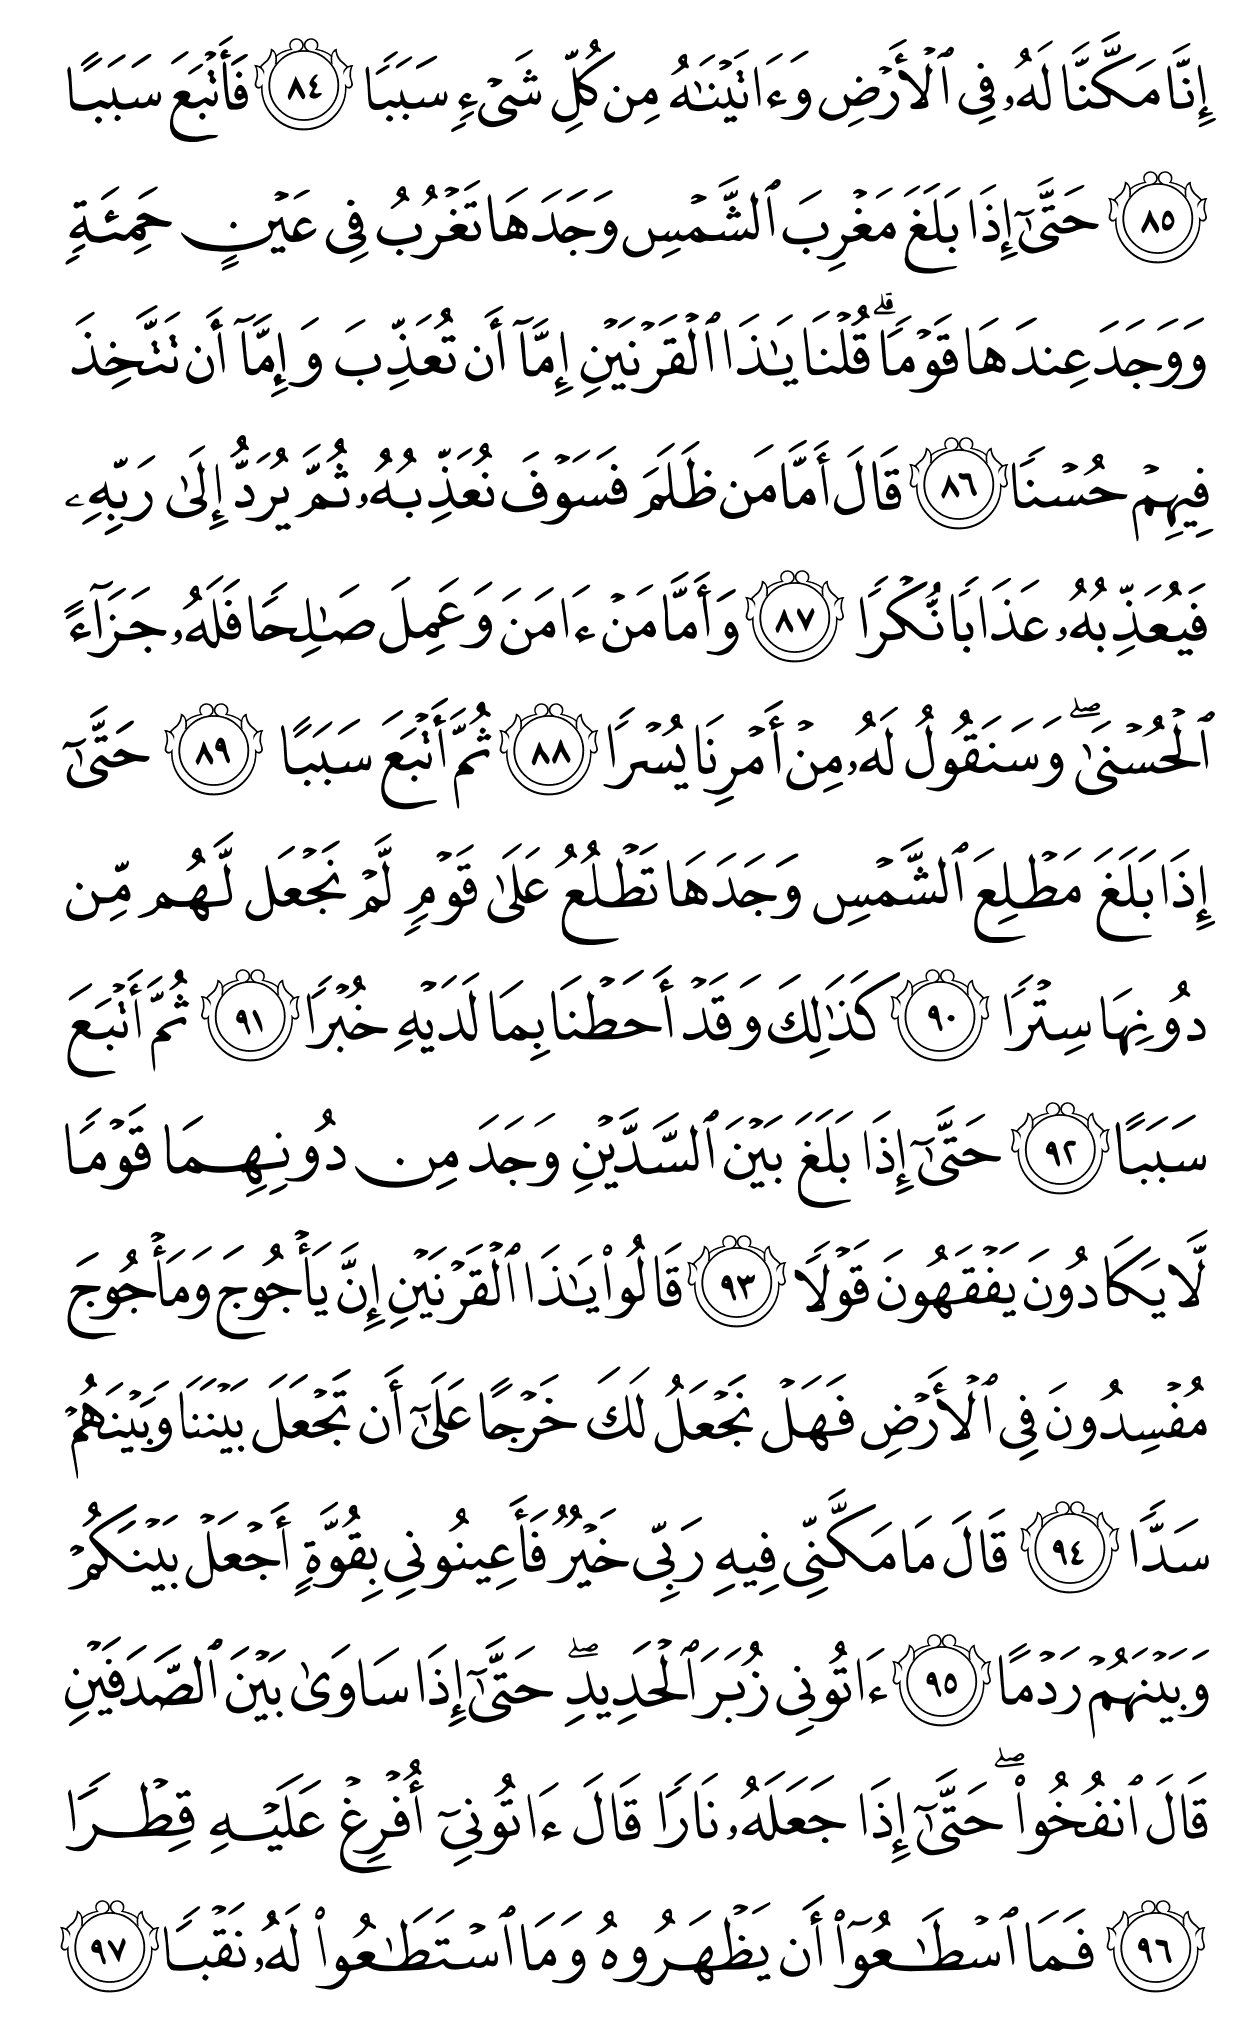 إِنَّا مَكَّنَّا لَهُۥ فِى ٱلْأَرْضِ وَءَاتَيْنَٰهُ مِن كُلِّ شَىْءٍ سَبَبًا ٨٤ فَأَتْبَعَ سَبَبًا
٨٥ حَتَّىٰٓ إِذَا بَلَغَ مَغْرِبَ ٱلشَّمْسِ وَجَدَهَا تَغْرُبُ فِى عَيْنٍ حَمِئَةٍ
وَوَجَدَ عِندَهَا قَوْمًا ۗ قُلْنَا يَٰذَا ٱلْقَرْنَيْنِ إِمَّآ أَن تُعَذِّبَ وَإِمَّآ أَن تَتَّخِذَ
فِيهِمْ حُسْنًا ٨٦ قَالَ أَمَّا مَن ظَلَمَ فَسَوْفَ نُعَذِّبُهُۥ ثُمَّ يُرَدُّ إِلَىٰ رَبِّهِۦ
فَيُعَذِّبُهُۥ عَذَابًا نُّكْرًا ٨٧ وَأَمَّا مَنْ ءَامَنَ وَعَمِلَ صَٰلِحًا فَلَهُۥ جَزَآءً
ٱلْحُسْنَىٰ ۖ وَسَنَقُولُ لَهُۥ مِنْ أَمْرِنَا يُسْرًا ٨٨ ثُمَّ أَتْبَعَ سَبَبًا ٨٩ حَتَّىٰٓ
إِذَا بَلَغَ مَطْلِعَ ٱلشَّمْسِ وَجَدَهَا تَطْلُعُ عَلَىٰ قَوْمٍ لَّمْ نَجْعَل لَّهُم مِّن
دُونِهَا سِتْرًا ٩٠ كَذَٰلِكَ وَقَدْ أَحَطْنَا بِمَا لَدَيْهِ خُبْرًا ٩١ ثُمَّ أَتْبَعَ
سَبَبًا ٩٢ حَتَّىٰٓ إِذَا بَلَغَ بَيْنَ ٱلسَّدَّيْنِ وَجَدَ مِن دُونِهِمَا قَوْمًا
لَّا يَكَادُونَ يَفْقَهُونَ قَوْلًا ٩٣ قَالُوا۟ يَٰذَا ٱلْقَرْنَيْنِ إِنَّ يَأْجُوجَ وَمَأْجُوجَ
مُفْسِدُونَ فِى ٱلْأَرْضِ فَهَلْ نَجْعَلُ لَكَ خَرْجًا عَلَىٰٓ أَن تَجْعَلَ بَيْنَنَا وَبَيْنَهُمْ
سَدًّا ٩٤ قَالَ مَا مَكَّنِّى فِيهِ رَبِّى خَيْرٌ فَأَعِينُونِى بِقُوَّةٍ أَجْعَلْ بَيْنَكُمْ
وَبَيْنَهُمْ رَدْمًا ٩٥ ءَاتُونِى زُبَرَ ٱلْحَدِيدِ ۖ حَتَّىٰٓ إِذَا سَاوَىٰ بَيْنَ ٱلصَّدَفَيْنِ
قَالَ ٱنفُخُوا۟ ۖ حَتَّىٰٓ إِذَا جَعَلَهُۥ نَارًا قَالَ ءَاتُونِىٓ أُفْرِغْ عَلَيْهِ قِطْرًا
٩٦ فَمَا ٱسْطَٰعُوٓا۟ أَن يَظْهَرُوهُ وَمَا ٱسْتَطَٰعُوا۟ لَهُۥ نَقْبًا ٩٧